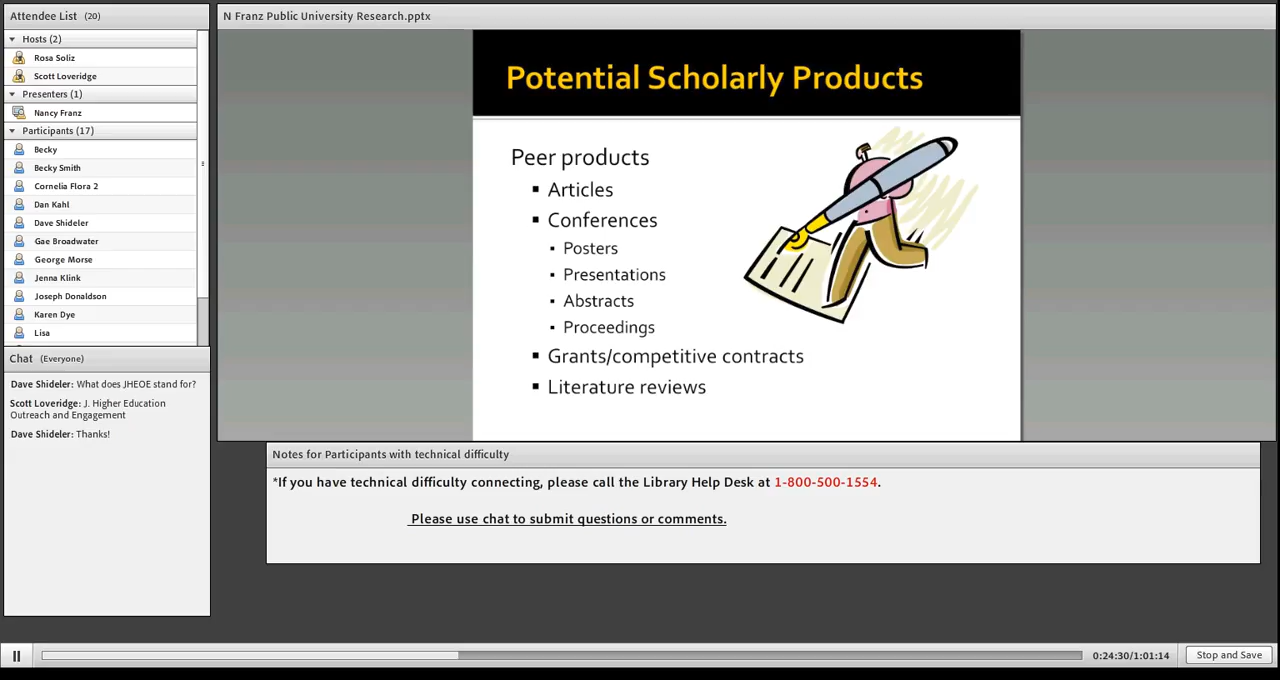 Attendee List (20)
Hosts (2)
Rosa Soliz
Scott Loveridge
Presenters (1)
Nancy Franz
Participants (17)
Becky
Becky Smith
Cornelia Flora 2
Dan Kahl
Dave Shideler
Gae Broadwater
George Morse
Jenna Klink
Joseph Donaldson
Karen Dye
Lisa
Chat (Everyone)
Dave Shideler: What does JHEOE stand for?
Scott Loveridge: J. Higher Education
Outreach and Engagement
Dave Shideler: Thanks!
N Franz Public University Research.pptx
Potential Scholarly Products
Peer products
▪ Articles
▪ Conferences
▪ Posters
▪ Presentations
▪ Abstracts
▪ Proceedings
▪ Grants/competitive contracts
▪ Literature reviews
Notes for Participants with technical difficulty
*If you have technical difficulty connecting, please call the Library Help Desk at 1-800-500-1554.
Please use chat to submit questions or comments.
0:24:30/1:01:14
Stop and Save